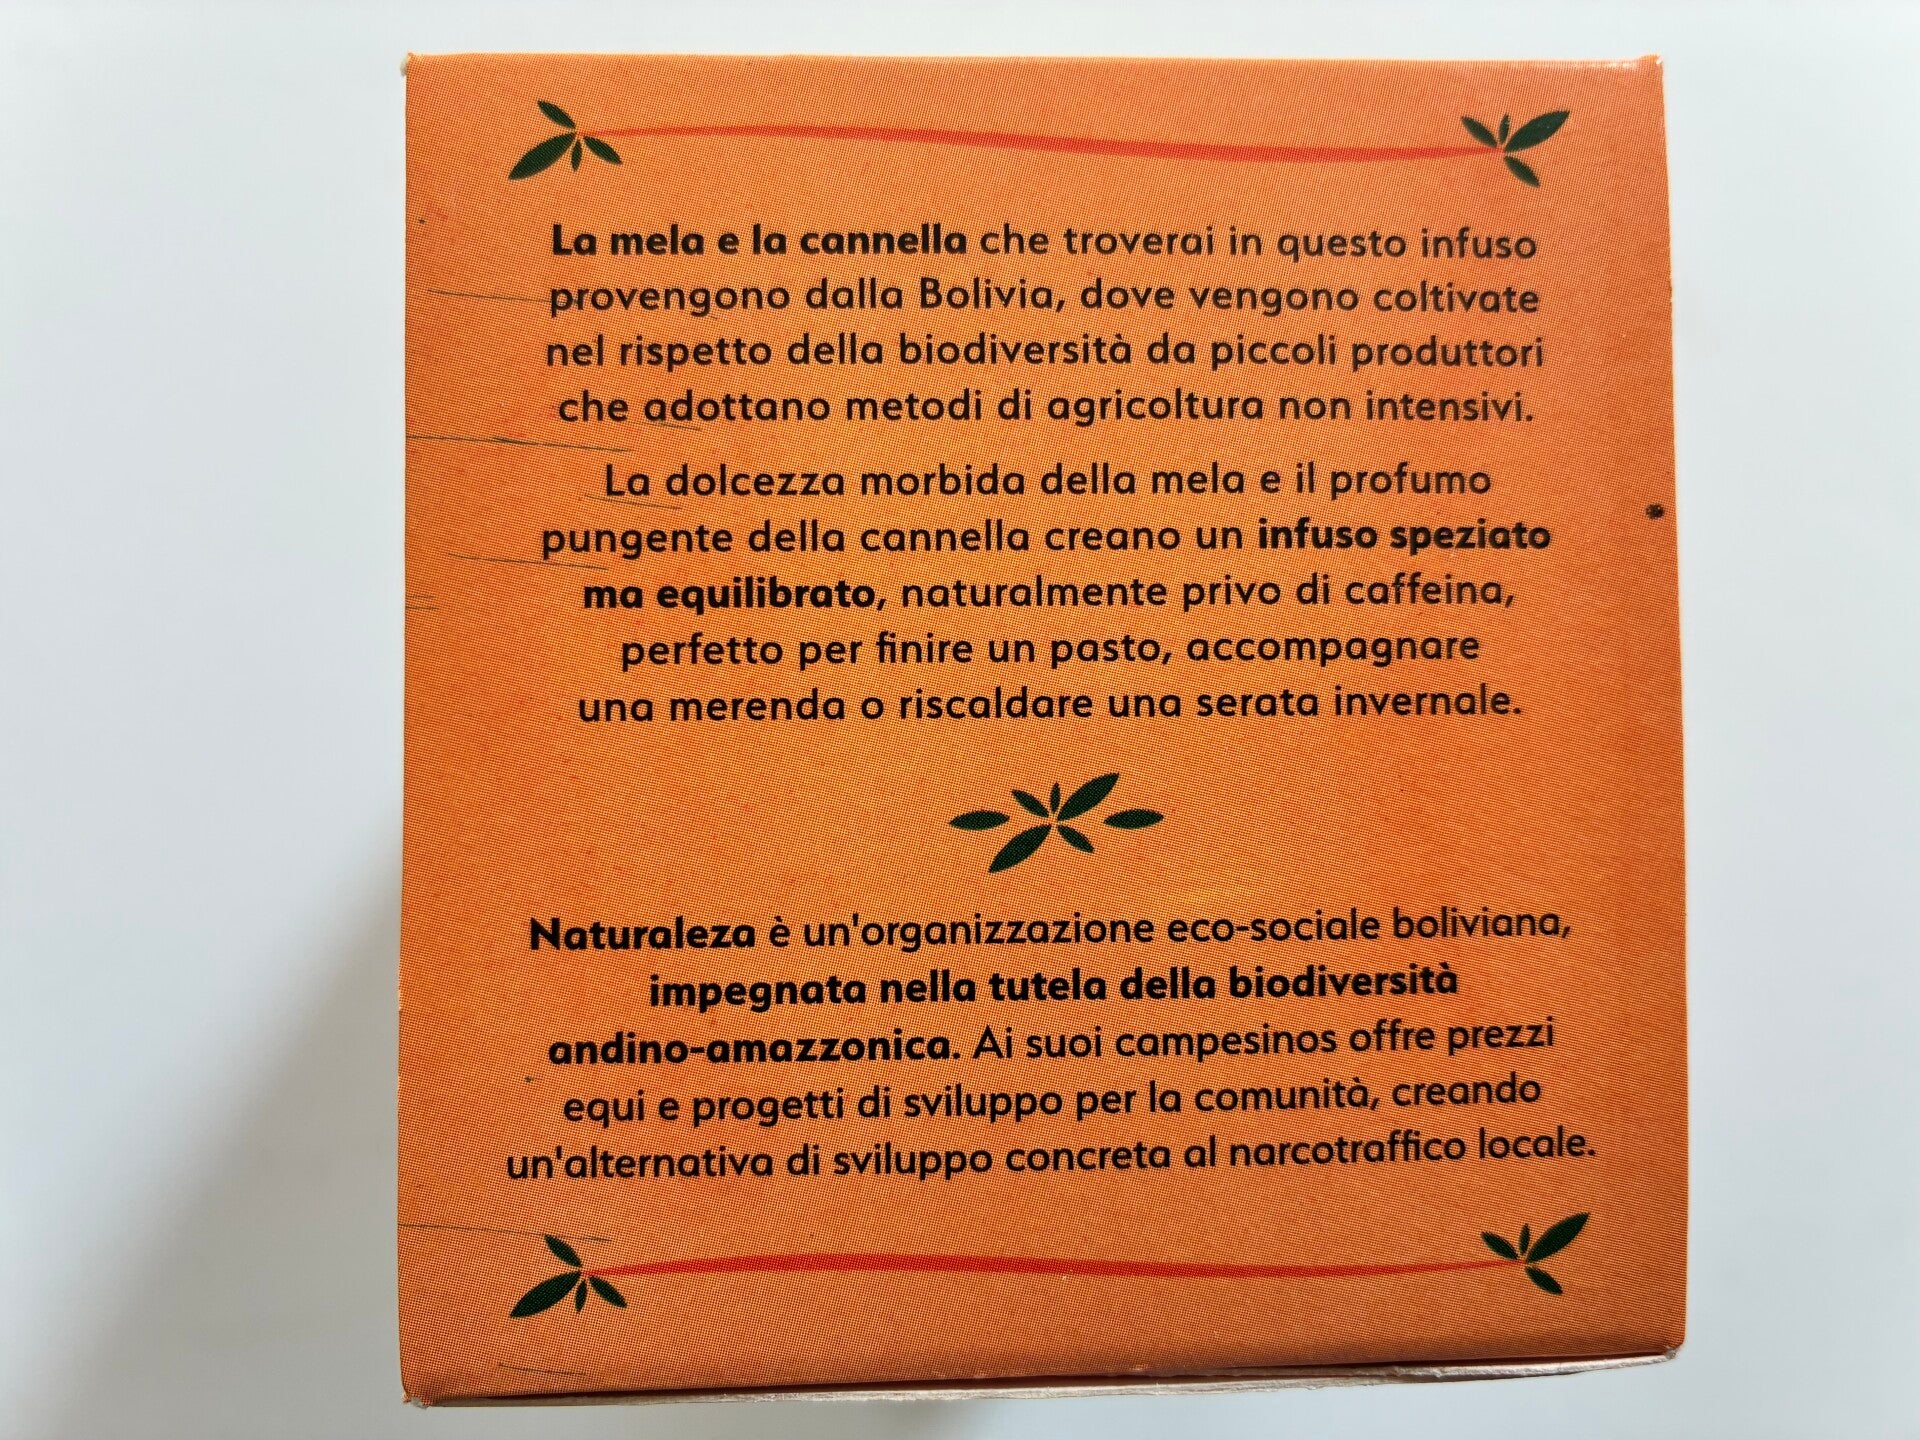 La mela e la cannella che troverai in questo infuso
provengono dalla Bolivia, dove vengono coltivate
nel rispetto della biodiversità da piccoli produttori
che adottano metodi di agricoltura non intensivi.
La dolcezza morbida della mela e il profumo
pungente della cannella creano un infuso speziato
ma equilibrato, naturalmente privo di caffeina,
perfetto per finire un pasto, accompagnare
una merenda o riscaldare una serata invernale.
Naturaleza è un'organizzazione eco-sociale boliviana,
impegnata nella tutela della biodiversità
andino-amazzonica. Ai suoi campesinos offre prezzi
equi e progetti di sviluppo per la comunità, creando
un'alternativa di sviluppo concreta al narcotraffico locale.